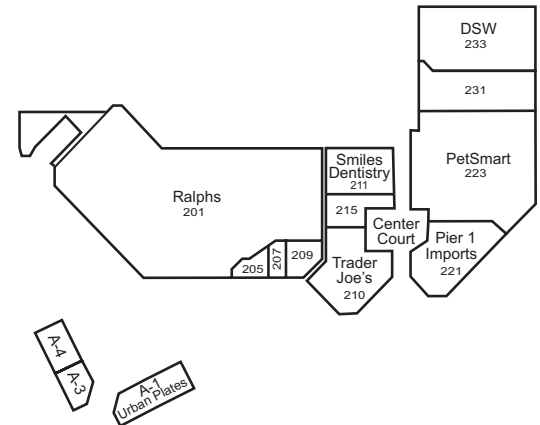 DSW
233
231
PetSmart
223
Smiles
Dentistry
211
Ralphs
201
215
Center
Court
Pier 1
Imports
221
205
207
209
Trader
Joe's
210
A-4
A-3
A-1
Urban Plates